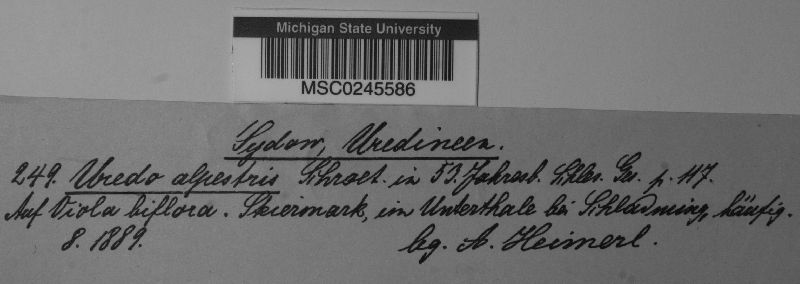 Michigan State University
MSC0245586
Sydow, Uredineen.
249. Uredo alpestris Schroet. in 53. Jahresb. Schles. Ges. p. 117.
Auf Viola biflora. Steiermark, im Unterthale bei Schladming, häufig.
8. 1889. leg. A. Heimerl.